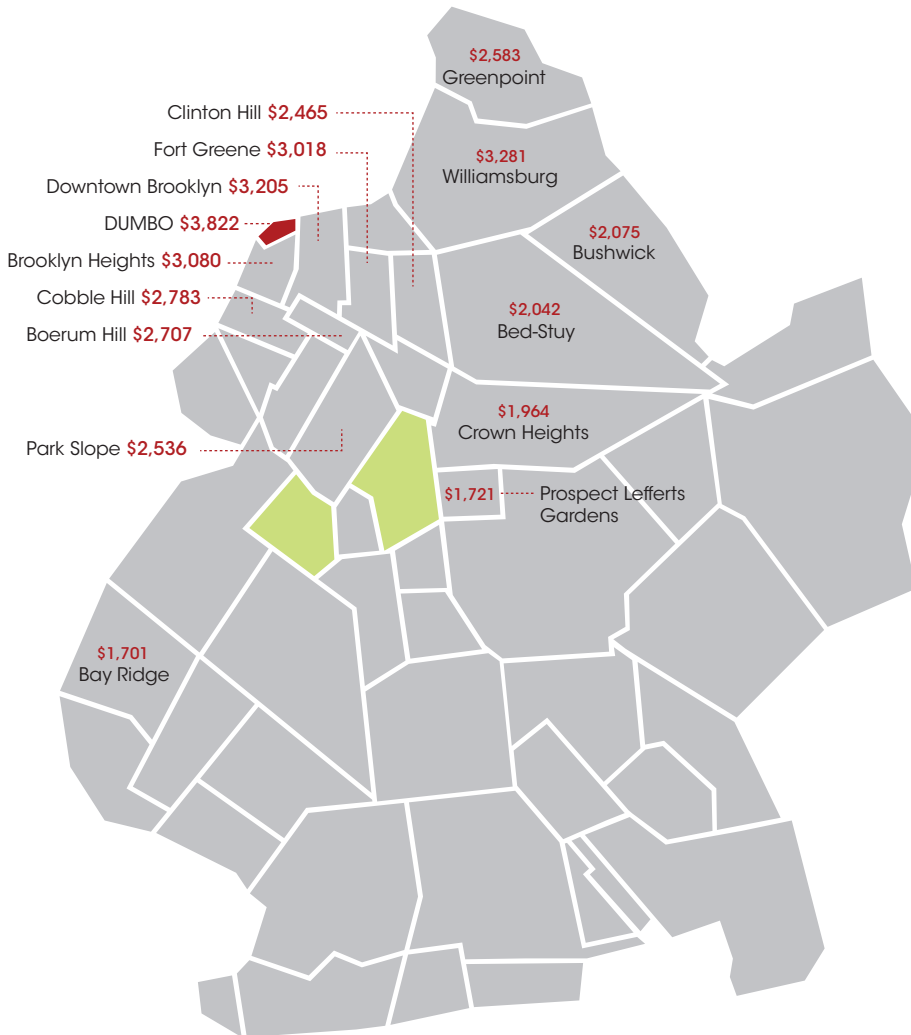 $2,583
Greenpoint
Clinton Hill $2,465
Fort Greene $3,018
$3,281
Williamsburg
Downtown Brooklyn $3,205
DUMBO $3,822
$2,075
Bushwick
Brooklyn Heights $3,080
Cobble Hill $2,783
$2,042
Bed-Stuy
Boerum Hill $2,707
$1,964
Crown Heights
Park Slope $2,536
$1,721 Prospect Lefferts
Gardens
$1,701
Bay Ridge